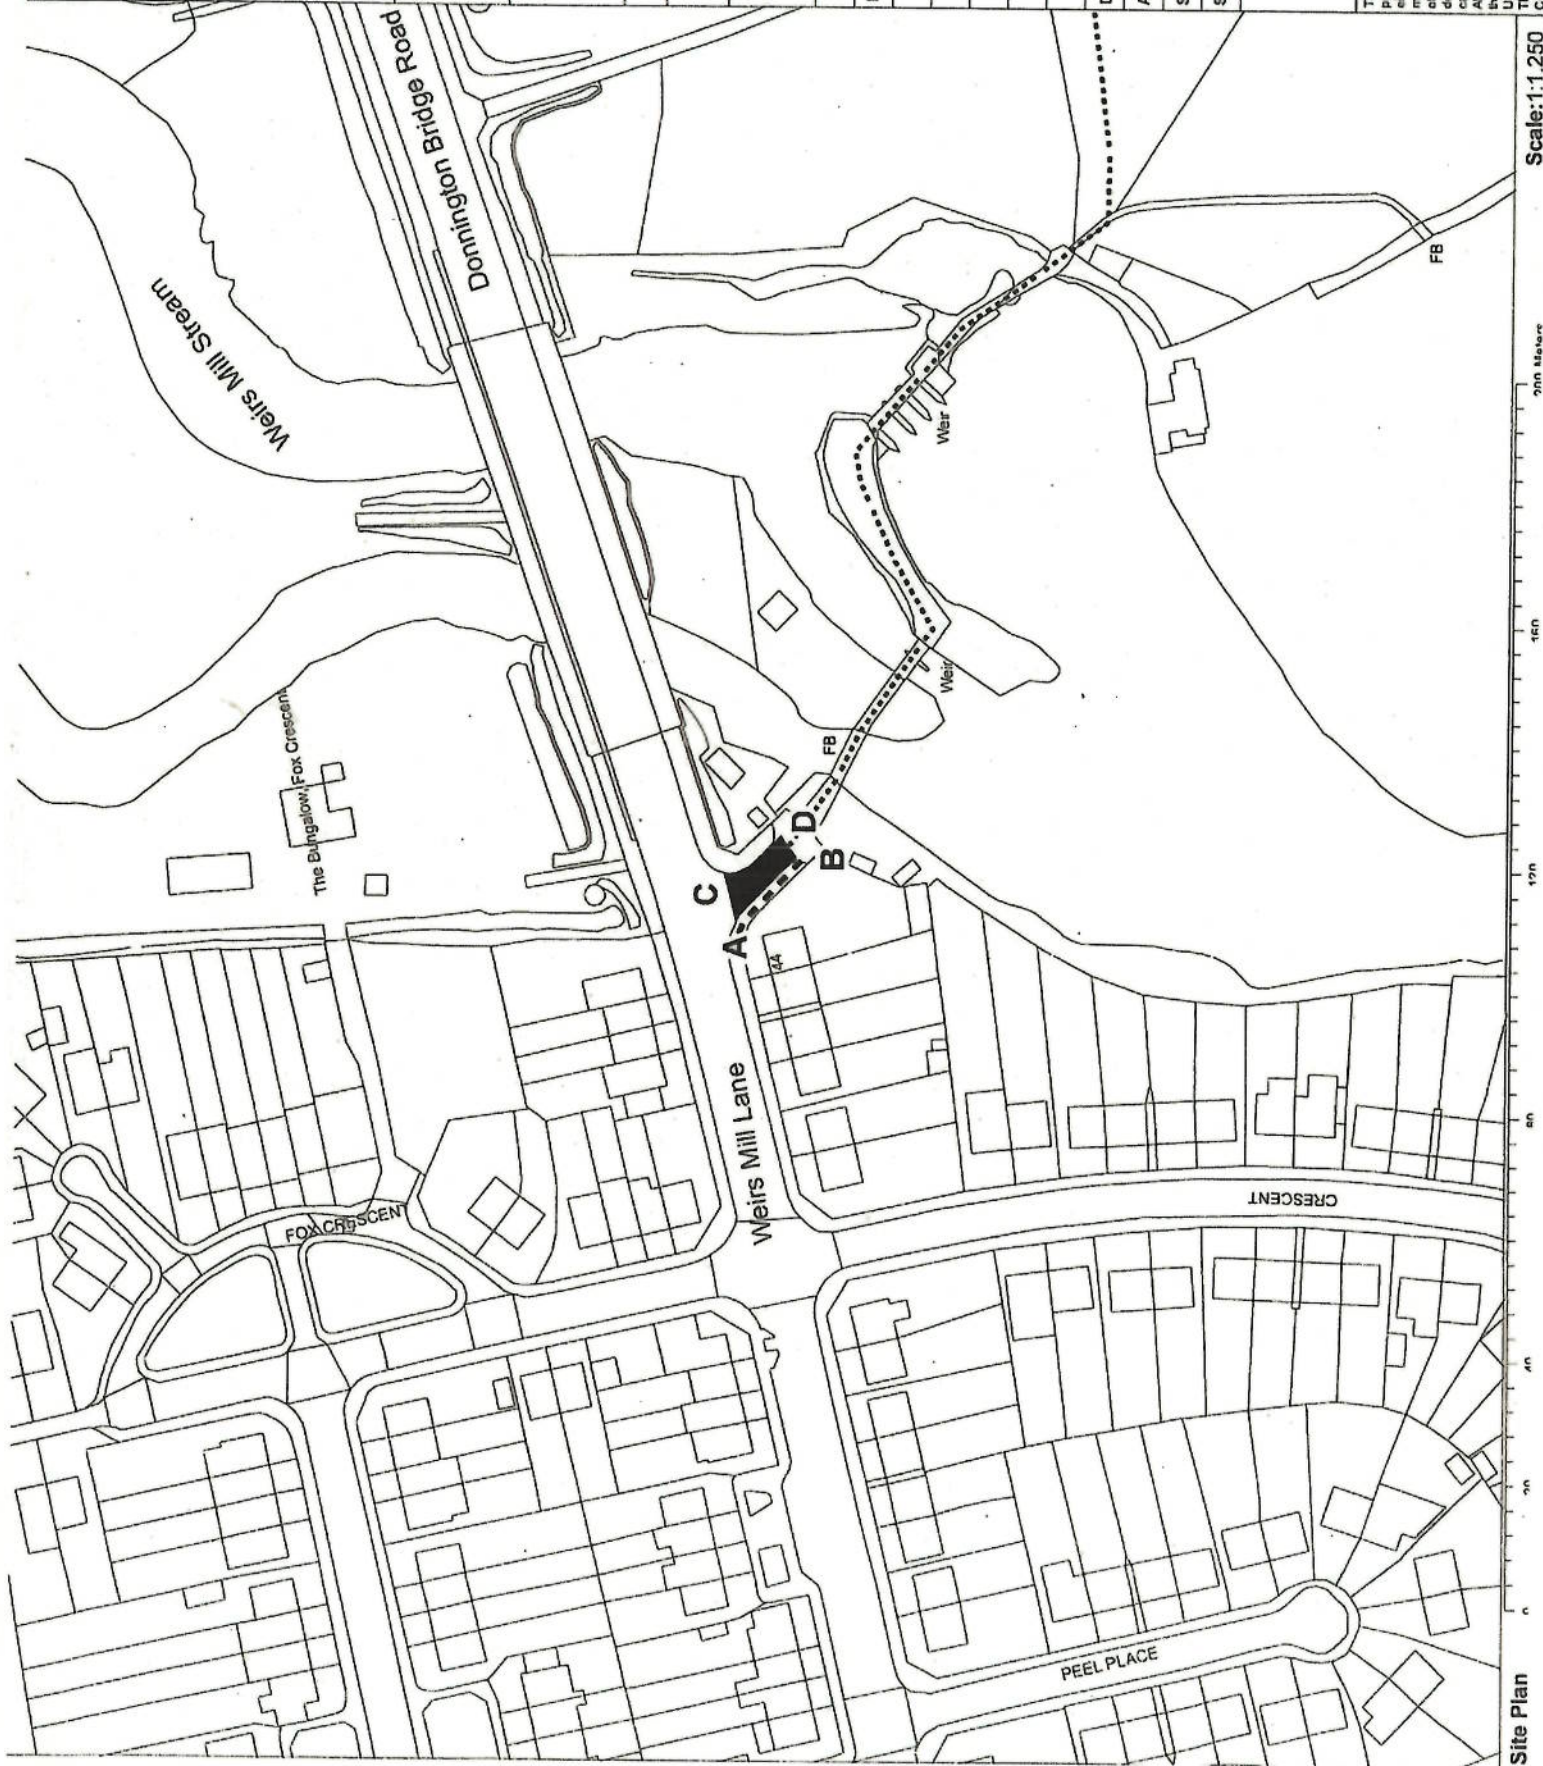 Donnington Bridge Road
Weirs Mill Stream
The Bungalow, Fox Crescent
FOX CRESCENT
Weirs Mill Lane
A
B
C
D
44
FB
Weir
Weir
FB
CRESCENT
PEEL PLACE
Site Plan
0
20
40
80
120
160
200 Meters
Scale:1:1,250